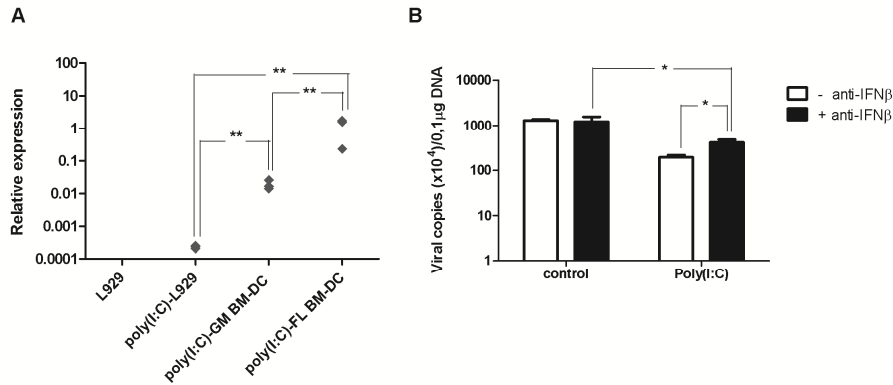 A
Relative expression
100
10
1
0.1
0.01
0.001
0.0001
**
**
**
L929
poly(I:C)-L929
poly(I:C)-GM BM-DC
poly(I:C)-FL BM-DC
B
Viral copies (x10⁴)/0,1µg DNA
10000
1000
100
10
1
*
*
control
Poly(I:C)
- anti-IFNβ
+ anti-IFNβ